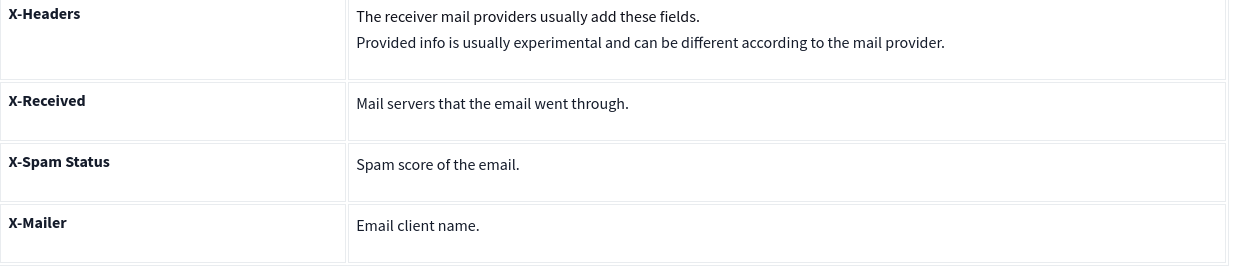 X-Headers
The receiver mail providers usually add these fields.
Provided info is usually experimental and can be different according to the mail provider.
X-Received
Mail servers that the email went through.
X-Spam Status
Spam score of the email.
X-Mailer
Email client name.